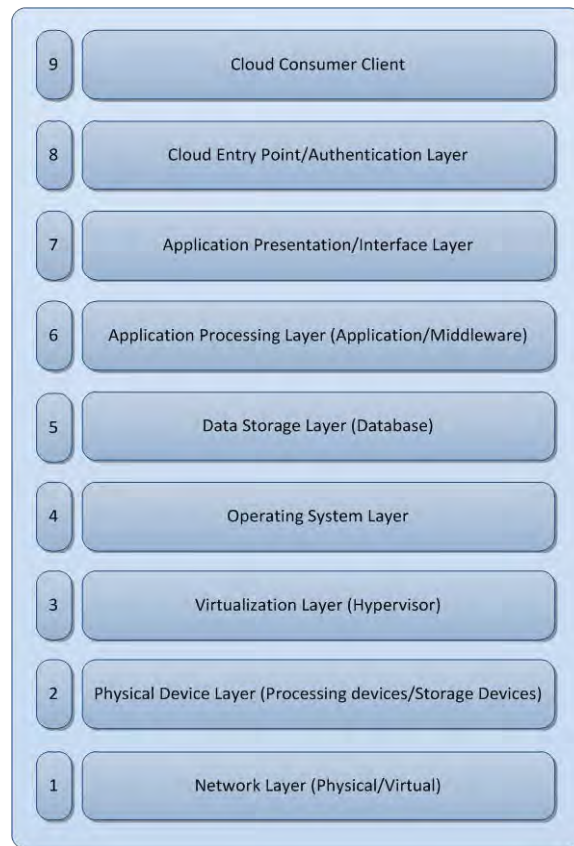 9 Cloud Consumer Client
8 Cloud Entry Point/Authentication Layer
7 Application Presentation/Interface Layer
6 Application Processing Layer (Application/Middleware)
5 Data Storage Layer (Database)
4 Operating System Layer
3 Virtualization Layer (Hypervisor)
2 Physical Device Layer (Processing devices/Storage Devices)
1 Network Layer (Physical/Virtual)